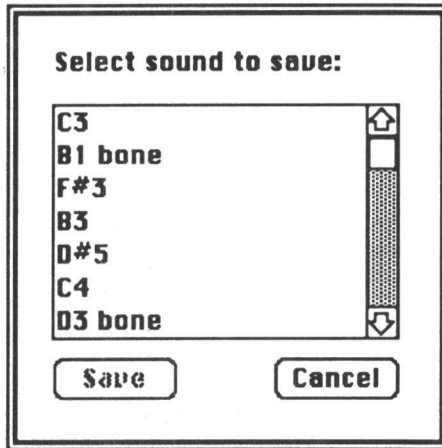 Select sound to save:
C3
B1 bone
F#3
B3
D#5
C4
D3 bone
Save
Cancel